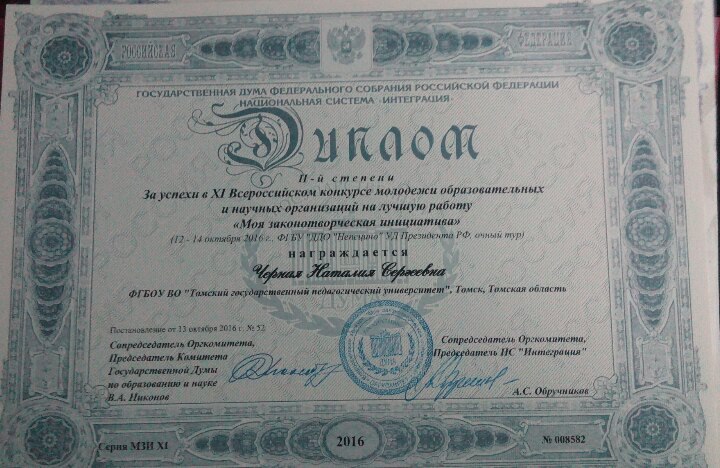 РОССИЙСКАЯ ФЕДЕРАЦИЯ
ГОСУДАРСТВЕННАЯ ДУМА ФЕДЕРАЛЬНОГО СОБРАНИЯ РОССИЙСКОЙ ФЕДЕРАЦИИ
НАЦИОНАЛЬНАЯ СИСТЕМА «ИНТЕГРАЦИЯ»
Диплом
II-й степени
За успехи в XI Всероссийском конкурсе молодежи образовательных
и научных организаций на лучшую работу
«Моя законотворческая инициатива»
(12 - 14 октября 2016 г., ФГБУ "ДДО "Непецино" УД Президента РФ, очный тур)
награждается
Черная Наталия Сергеевна
ФГБОУ ВО "Томский государственный педагогический университет", Томск, Томская область
Постановление от 13 октября 2016 г. № 52
Сопредседатель Оргкомитета,
Председатель Комитета
Государственной Думы
по образованию и науке
В.А. Никонов
Сопредседатель Оргкомитета,
Председатель НС "Интеграция"
А.С. Обручников
Серия МЗИ XI
2016
№ 008582